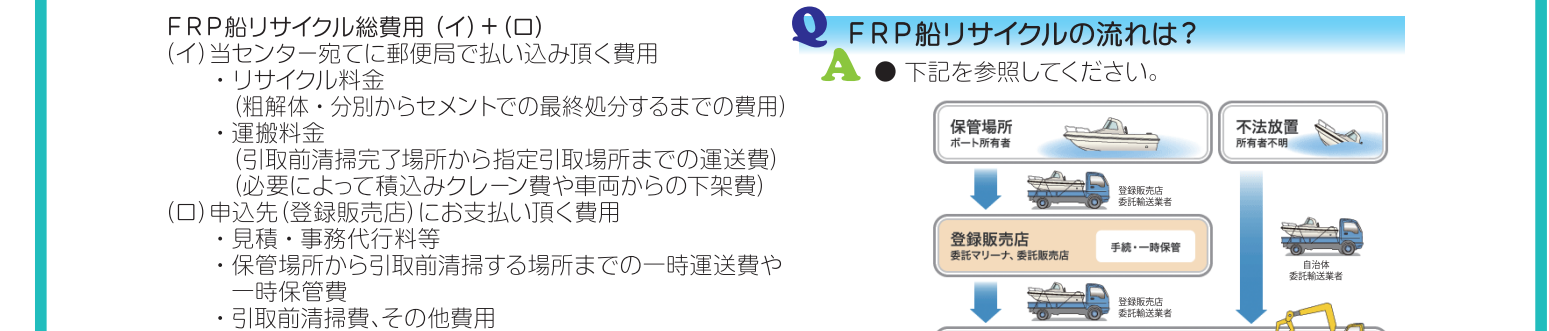 FRP船リサイクル総費用（イ）＋（ロ）
（イ）当センター宛てに郵便局で払い込み頂く費用
・リサイクル料金
（粗解体・分別からセメントでの最終処分するまでの費用）
・運搬料金
（引取前清掃完了場所から指定引取場所までの運送費）
（必要によって積込みクレーン費や車両からの下架費）
（ロ）申込先（登録販売店）にお支払い頂く費用
・見積・事務代行料等
・保管場所から引取前清掃する場所までの一時運送費や
一時保管費
・引取前清掃費、その他費用
Q FRP船リサイクルの流れは？
A ● 下記を参照してください。
保管場所
ボート所有者
不法放置
所有者不明
登録販売店
委託輸送業者
登録販売店
委託マリーナ、委託販売店
手続・一時保管
自治体
委託輸送業者
登録販売店
委託輸送業者